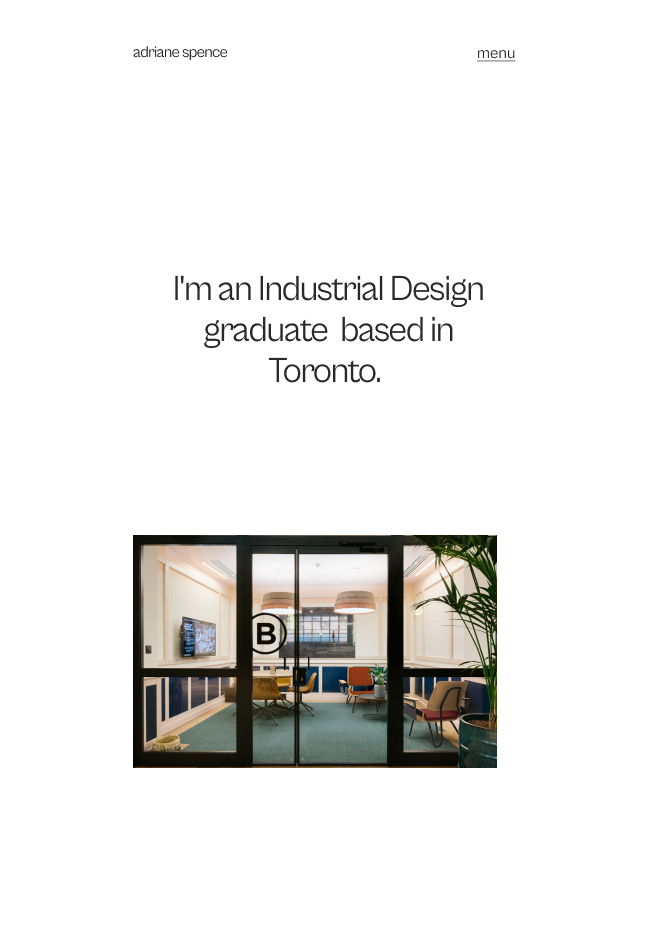 adriane spence
menu
I'm an Industrial Design
graduate  based in
Toronto.
B